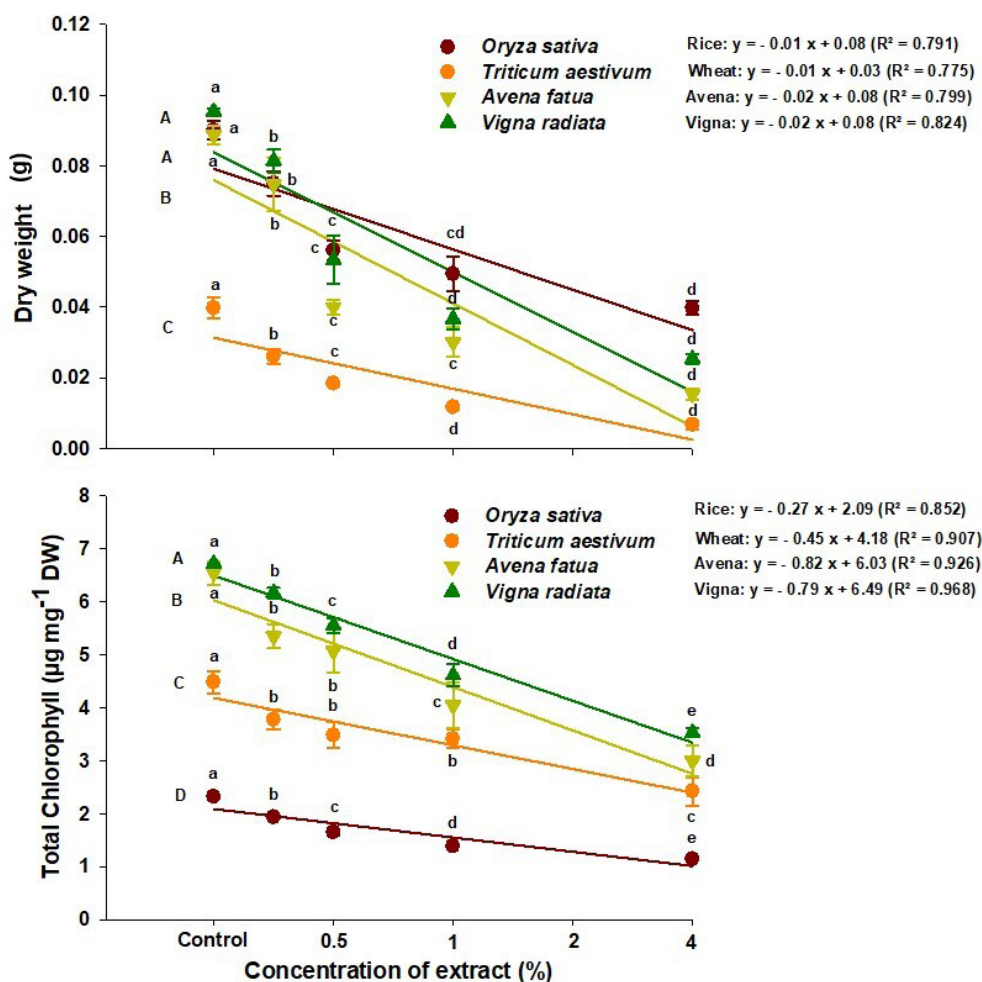 0.12
0.10
0.08
0.06
0.04
0.02
0.00
Dry weight (g)
Oryza sativa
Triticum aestivum
Avena fatua
Vigna radiata
Rice: y = - 0.01 x + 0.08 (R² = 0.791)
Wheat: y = - 0.01 x + 0.03 (R² = 0.775)
Avena: y = - 0.02 x + 0.08 (R² = 0.799)
Vigna: y = - 0.02 x + 0.08 (R² = 0.824)
A
A
B
C
a
a
a
a
b
b
b
b
c
c
c
c
cd
d
c
d
d
d
d
d
8
7
6
5
4
3
2
1
0
Total Chlorophyll (µg mg⁻¹ DW)
Oryza sativa
Triticum aestivum
Avena fatua
Vigna radiata
Rice: y = - 0.27 x + 2.09 (R² = 0.852)
Wheat: y = - 0.45 x + 4.18 (R² = 0.907)
Avena: y = - 0.82 x + 6.03 (R² = 0.926)
Vigna: y = - 0.79 x + 6.49 (R² = 0.968)
A
B
C
D
a
a
a
a
b
b
b
b
c
b
b
c
d
c
b
d
e
d
c
e
Control
0.5
1
2
4
Concentration of extract (%)